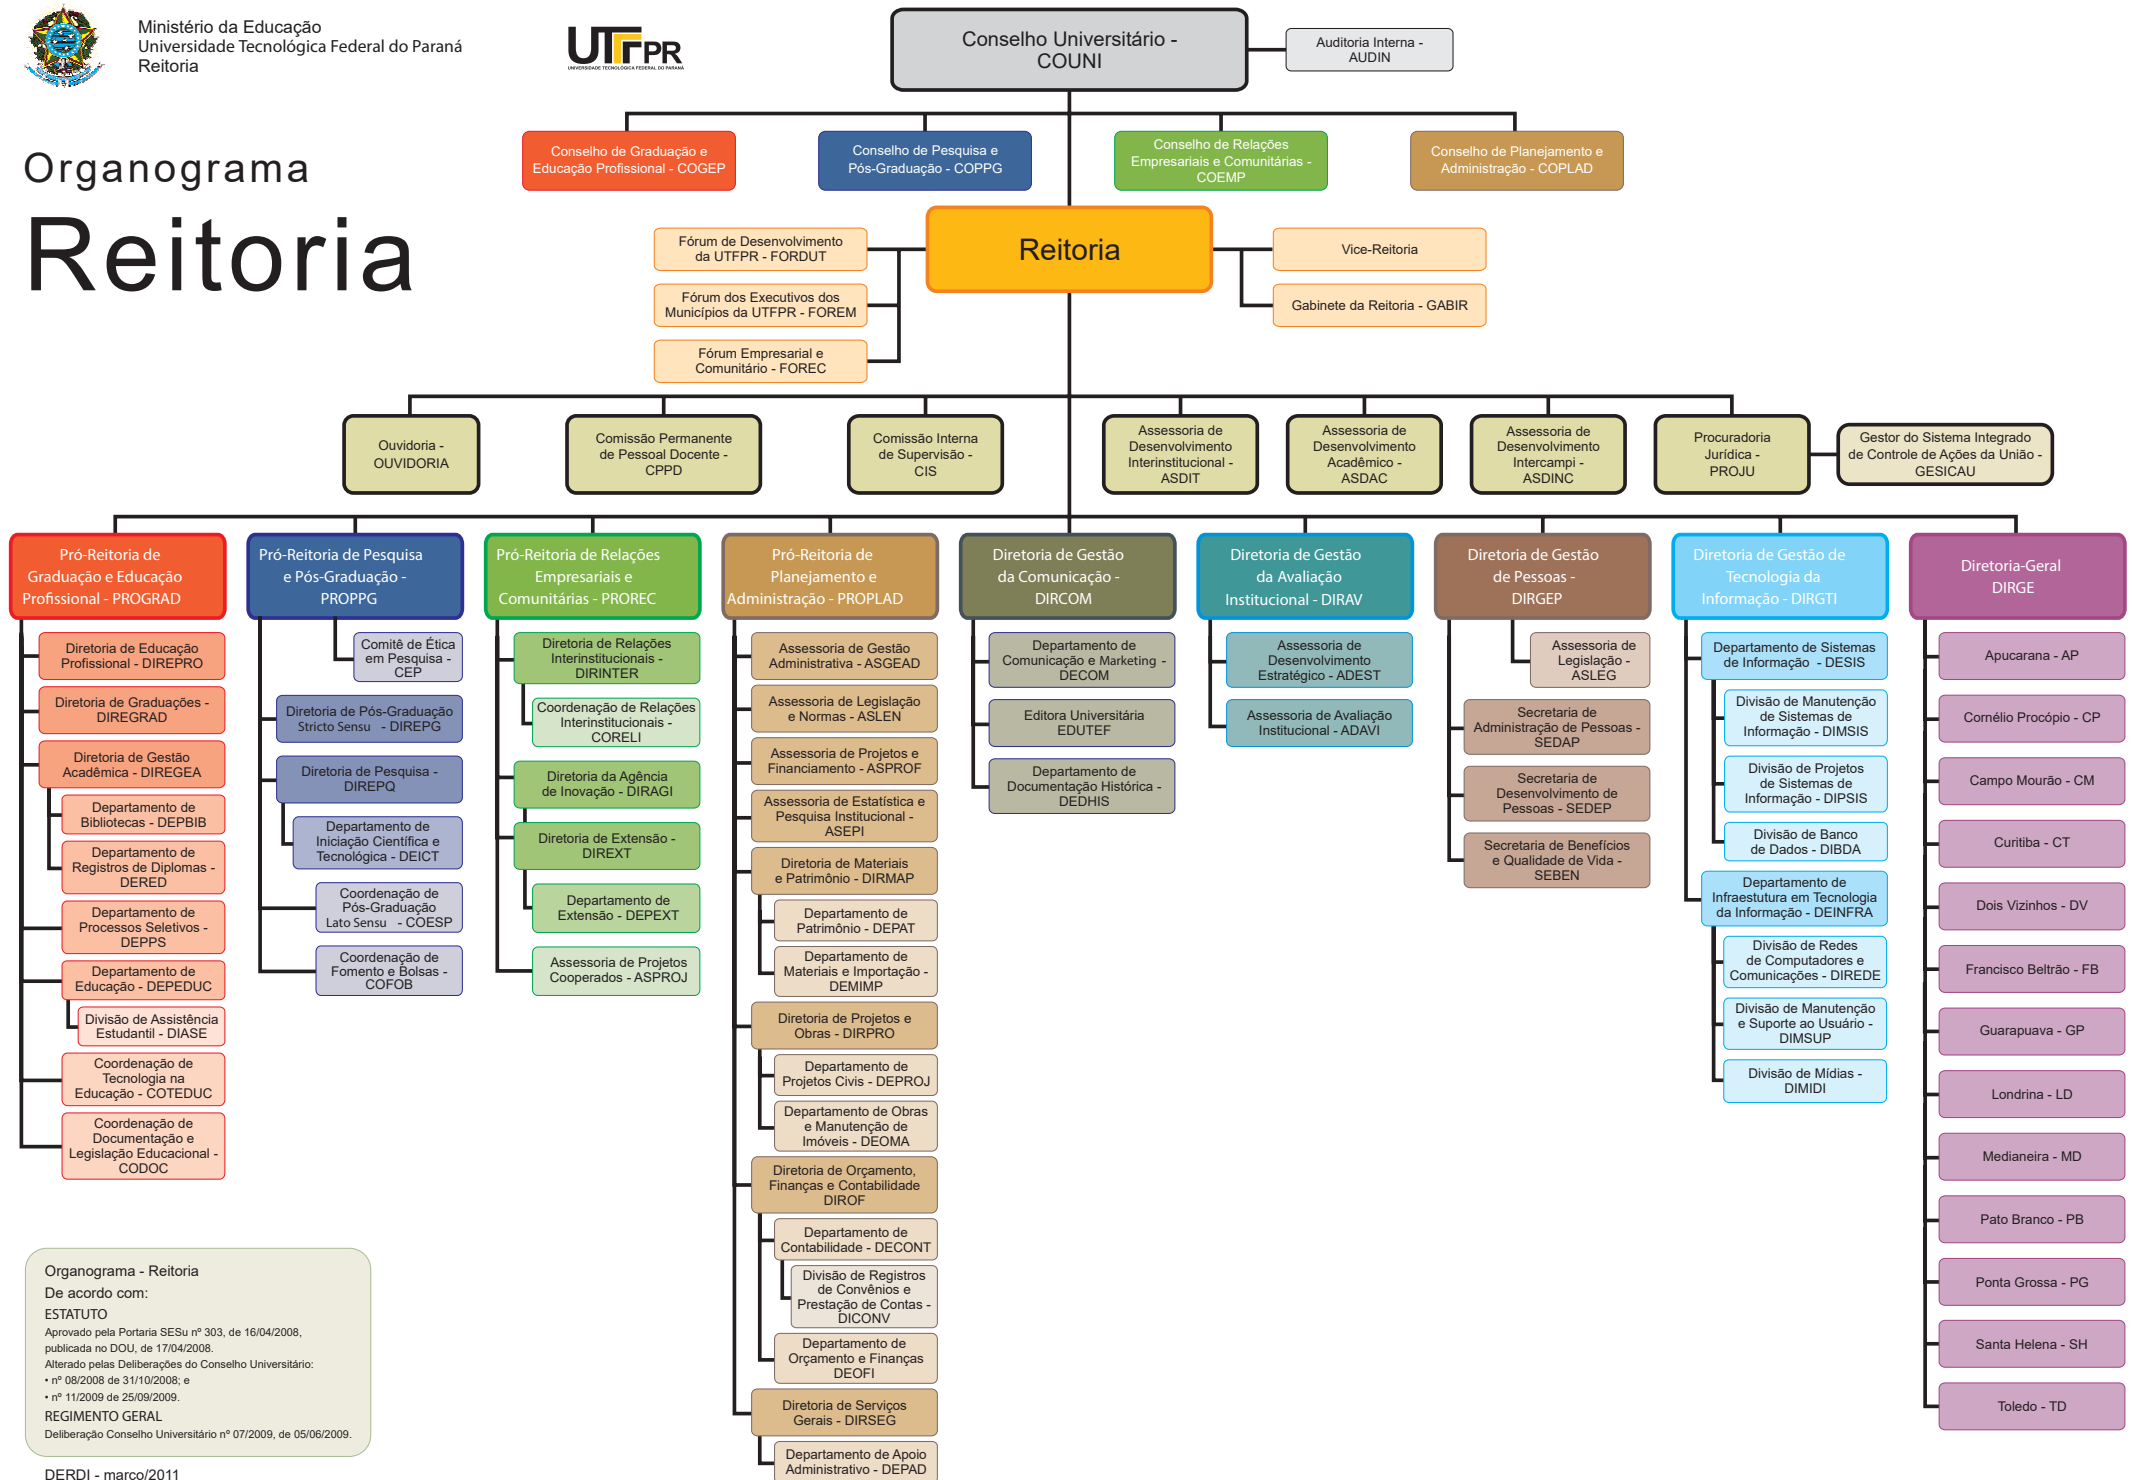 Ministério da Educação
Universidade Tecnológica Federal do Paraná
Reitoria
UTFPR
UNIVERSIDADE TECNOLÓGICA FEDERAL DO PARANÁ
Organograma
Reitoria
Conselho Universitário -
COUNI
Auditoria Interna -
AUDIN
Conselho de Graduação e
Educação Profissional - COGEP
Conselho de Pesquisa e
Pós-Graduação - COPPG
Conselho de Relações
Empresariais e Comunitárias -
COEMP
Conselho de Planejamento e
Administração - COPLAD
Reitoria
Fórum de Desenvolvimento
da UTFPR - FORDUT
Fórum dos Executivos dos
Municípios da UTFPR - FOREM
Fórum Empresarial e
Comunitário - FOREC
Vice-Reitoria
Gabinete da Reitoria - GABIR
Ouvidoria -
OUVIDORIA
Comissão Permanente
de Pessoal Docente -
CPPD
Comissão Interna
de Supervisão -
CIS
Assessoria de
Desenvolvimento
Interinstitucional -
ASDIT
Assessoria de
Desenvolvimento
Acadêmico -
ASDAC
Assessoria de
Desenvolvimento
Intercampi -
ASDINC
Procuradoria
Jurídica -
PROJU
Gestor do Sistema Integrado
de Controle de Ações da União -
GESICAU
Pró-Reitoria de
Graduação e Educação
Profissional - PROGRAD
Diretoria de Educação
Profissional - DIREPRO
Diretoria de Graduações -
DIREGRAD
Diretoria de Gestão
Acadêmica - DIREGEA
Departamento de
Bibliotecas - DEPBIB
Departamento de
Registros de Diplomas -
DERED
Departamento de
Processos Seletivos -
DEPPS
Departamento de
Educação - DEPEDUC
Divisão de Assistência
Estudantil - DIASE
Coordenação de
Tecnologia na
Educação - COTEDUC
Coordenação de
Documentação e
Legislação Educacional -
CODOC
Pró-Reitoria de Pesquisa
e Pós-Graduação -
PROPPG
Comitê de Ética
em Pesquisa -
CEP
Diretoria de Pós-Graduação
Stricto Sensu - DIREPG
Diretoria de Pesquisa -
DIREPQ
Departamento de
Iniciação Científica e
Tecnológica - DEICT
Coordenação de
Pós-Graduação
Lato Sensu - COESP
Coordenação de
Fomento e Bolsas -
COFOB
Pró-Reitoria de Relações
Empresariais e
Comunitárias - PROREC
Diretoria de Relações
Interinstitucionais -
DIRINTER
Coordenação de Relações
Interinstitucionais -
CORELI
Diretoria da Agência
de Inovação - DIRAGI
Diretoria de Extensão -
DIREXT
Departamento de
Extensão - DEPEXT
Assessoria de Projetos
Cooperados - ASPROJ
Pró-Reitoria de
Planejamento e
Administração - PROPLAD
Assessoria de Gestão
Administrativa - ASGEAD
Assessoria de Legislação
e Normas - ASLEN
Assessoria de Projetos e
Financiamento - ASPROF
Assessoria de Estatística e
Pesquisa Institucional -
ASEPI
Diretoria de Materiais
e Patrimônio - DIRMAP
Departamento de
Patrimônio - DEPAT
Departamento de
Materiais e Importação -
DEMIMP
Diretoria de Projetos e
Obras - DIRPRO
Departamento de
Projetos Civis - DEPROJ
Departamento de Obras
e Manutenção de
Imóveis - DEOMA
Diretoria de Orçamento,
Finanças e Contabilidade
DIROF
Departamento de
Contabilidade - DECONT
Divisão de Registros
de Convênios e
Prestação de Contas -
DICONV
Departamento de
Orçamento e Finanças
DEOFI
Diretoria de Serviços
Gerais - DIRSEG
Departamento de Apoio
Administrativo - DEPAD
Diretoria de Gestão
da Comunicação -
DIRCOM
Departamento de
Comunicação e Marketing -
DECOM
Editora Universitária
EDUTEF
Departamento de
Documentação Histórica -
DEDHIS
Diretoria de Gestão
da Avaliação
Institucional - DIRAV
Assessoria de
Desenvolvimento
Estratégico - ADEST
Assessoria de Avaliação
Institucional - ADAVI
Diretoria de Gestão
de Pessoas -
DIRGEP
Assessoria de
Legislação -
ASLEG
Secretaria de
Administração de Pessoas -
SEDAP
Secretaria de
Desenvolvimento de
Pessoas - SEDEP
Secretaria de Benefícios
e Qualidade de Vida -
SEBEN
Diretoria de Gestão de
Tecnologia da
Informação - DIRGTI
Departamento de Sistemas
de Informação - DESIS
Divisão de Manutenção
de Sistemas de
Informação - DIMSIS
Divisão de Projetos
de Sistemas de
Informação - DIPSIS
Divisão de Banco
de Dados - DIBDA
Departamento de
Infraestutura em Tecnologia
da Informação - DEINFRA
Divisão de Redes
de Computadores e
Comunicações - DIREDE
Divisão de Manutenção
e Suporte ao Usuário -
DIMSUP
Divisão de Mídias -
DIMIDI
Diretoria-Geral
DIRGE
Apucarana - AP
Cornélio Procópio - CP
Campo Mourão - CM
Curitiba - CT
Dois Vizinhos - DV
Francisco Beltrão - FB
Guarapuava - GP
Londrina - LD
Medianeira - MD
Pato Branco - PB
Ponta Grossa - PG
Santa Helena - SH
Toledo - TD
Organograma - Reitoria
De acordo com:
ESTATUTO
Aprovado pela Portaria SESu nº 303, de 16/04/2008,
publicada no DOU, de 17/04/2008.
Alterado pelas Deliberações do Conselho Universitário:
• nº 08/2008 de 31/10/2008; e
• nº 11/2009 de 25/09/2009.
REGIMENTO GERAL
Deliberação Conselho Universitário nº 07/2009, de 05/06/2009.
DERDI - março/2011